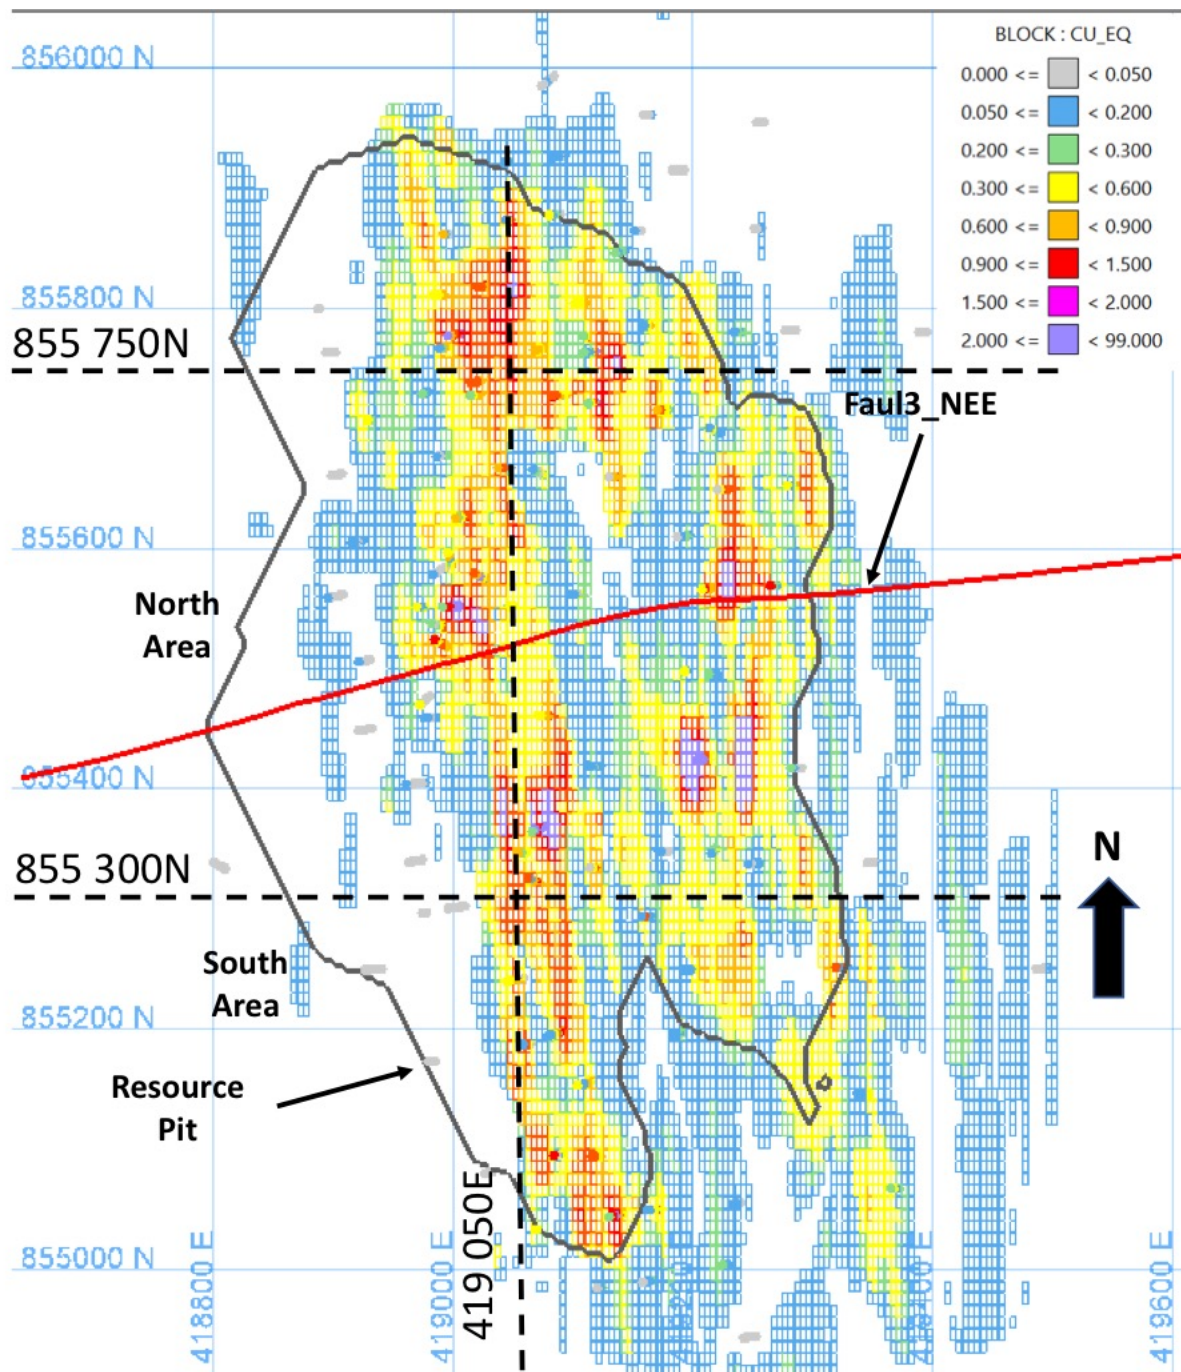 BLOCK : CU_EQ
0.000 <= < 0.050
0.050 <= < 0.200
0.200 <= < 0.300
0.300 <= < 0.600
0.600 <= < 0.900
0.900 <= < 1.500
1.500 <= < 2.000
2.000 <= < 99.000
856000 N
855800 N
855 750N
Faul3_NEE
855600 N
North
Area
855400 N
855 300N
N
South
Area
855200 N
Resource
Pit
419 050E
855000 N
418800 E
419000 E
419600 E